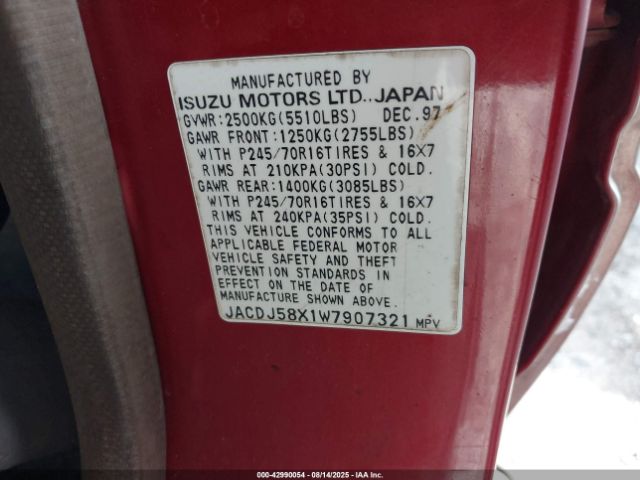 MANUFACTURED BY
ISUZU MOTORS LTD., JAPAN
GVWR:2500KG(5510LBS) DEC.97
GAWR FRONT:1250KG(2755LBS)
WITH P245/70R16TIRES & 16X7
RIMS AT 210KPA(30PSI) COLD.
GAWR REAR:1400KG(3085LBS)
WITH P245/70R16TIRES & 16X7
RIMS AT 240KPA(35PSI) COLD.
THIS VEHICLE CONFORMS TO ALL
APPLICABLE FEDERAL MOTOR
VEHICLE SAFETY AND THEFT
PREVENTION STANDARDS IN
EFFECT ON THE DATE OF
MANUFACTURE SHOWN ABOVE.
JACDJ58X1W7907321 MPV
000-42990054 - 08/14/2025 - IAA Inc.